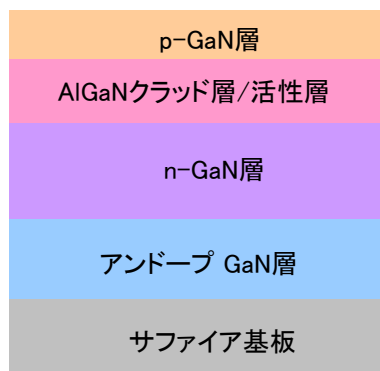 p-GaN層
AlGaNクラッド層/活性層
n-GaN層
アンドープ GaN層
サファイア基板